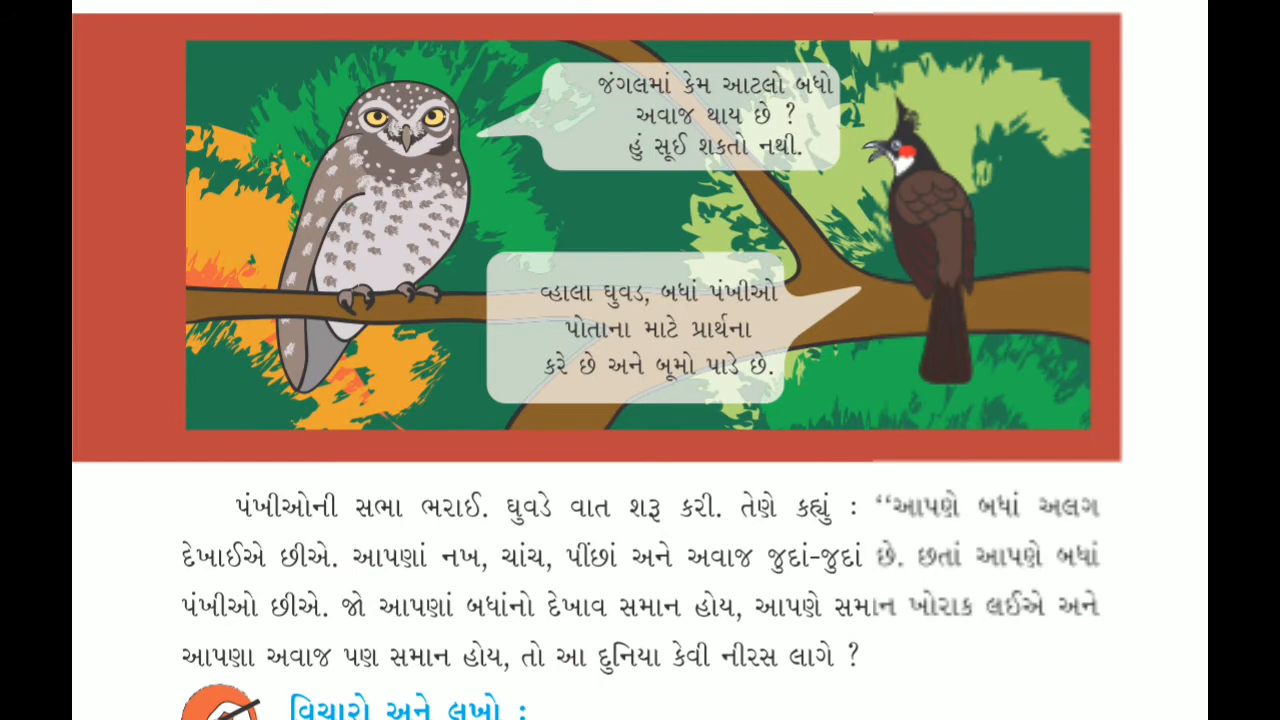 જંગલમાં કેમ આટલો બધો
અવાજ થાય છે ?
હું સૂઈ શકતો નથી.
વ્હાલા ઘુવડ, બધાં પંખીઓ
પોતાના માટે પ્રાર્થના
કરે છે અને બૂમો પાડે છે.
પંખીઓની સભા ભરાઈ. ઘુવડે વાત શરૂ કરી. તેણે કહ્યું : “આપણે બધાં અલગ
દેખાઈએ છીએ. આપણાં નખ, ચાંચ, પીંછાં અને અવાજ જુદાં-જુદાં છે. છતાં આપણે બધાં
પંખીઓ છીએ. જો આપણાં બધાંનો દેખાવ સમાન હોય, આપણે સમાન ખોરાક લઈએ અને
આપણા અવાજ પણ સમાન હોય, તો આ દુનિયા કેવી નીરસ લાગે ?
વિચારો અને લખો :